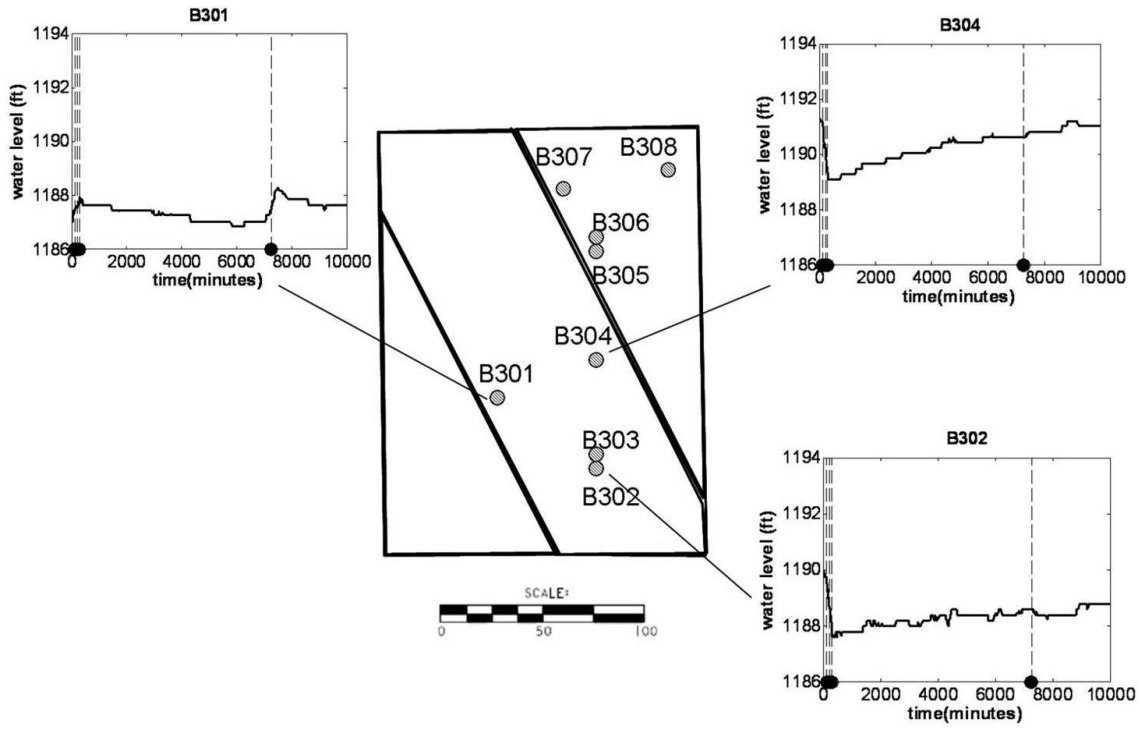 B301
1194
1192
1190
1188
1186
water level (ft)
0 2000 4000 6000 8000 10000
time(minutes)
B304
1194
1192
1190
1188
1186
water level (ft)
0 2000 4000 6000 8000 10000
time(minutes)
B307
B308
B306
B305
B304
B301
B303
B302
SCALE:
0 50 100
B302
1194
1192
1190
1188
1186
water level (ft)
0 2000 4000 6000 8000 10000
time(minutes)